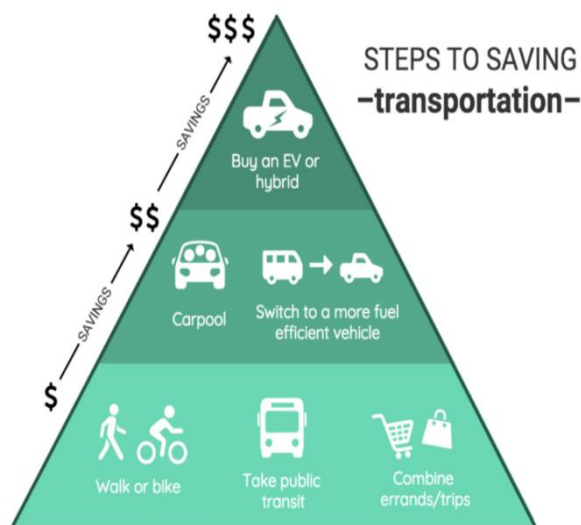 $$$
STEPS TO SAVING
–transportation–
SAVINGS
Buy an EV or
hybrid
$$
SAVINGS
Carpool
Switch to a more fuel
efficient vehicle
$
Walk or bike
Take public
transit
Combine
errands/trips